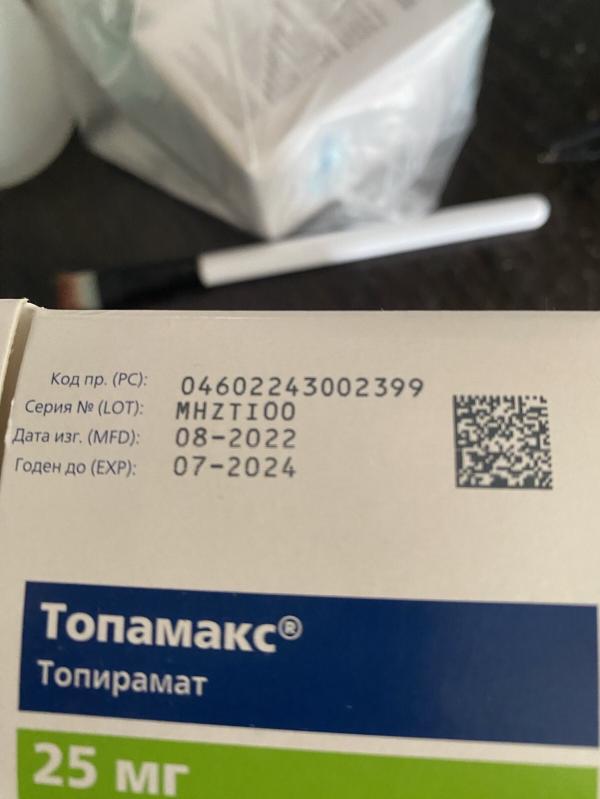 Код пр. (PC): 04602243002399
Серия № (LOT): MHZTI00
Дата изг. (MFD): 08-2022
Годен до (EXP): 07-2024
Топамакс®
Топирамат
25 мг